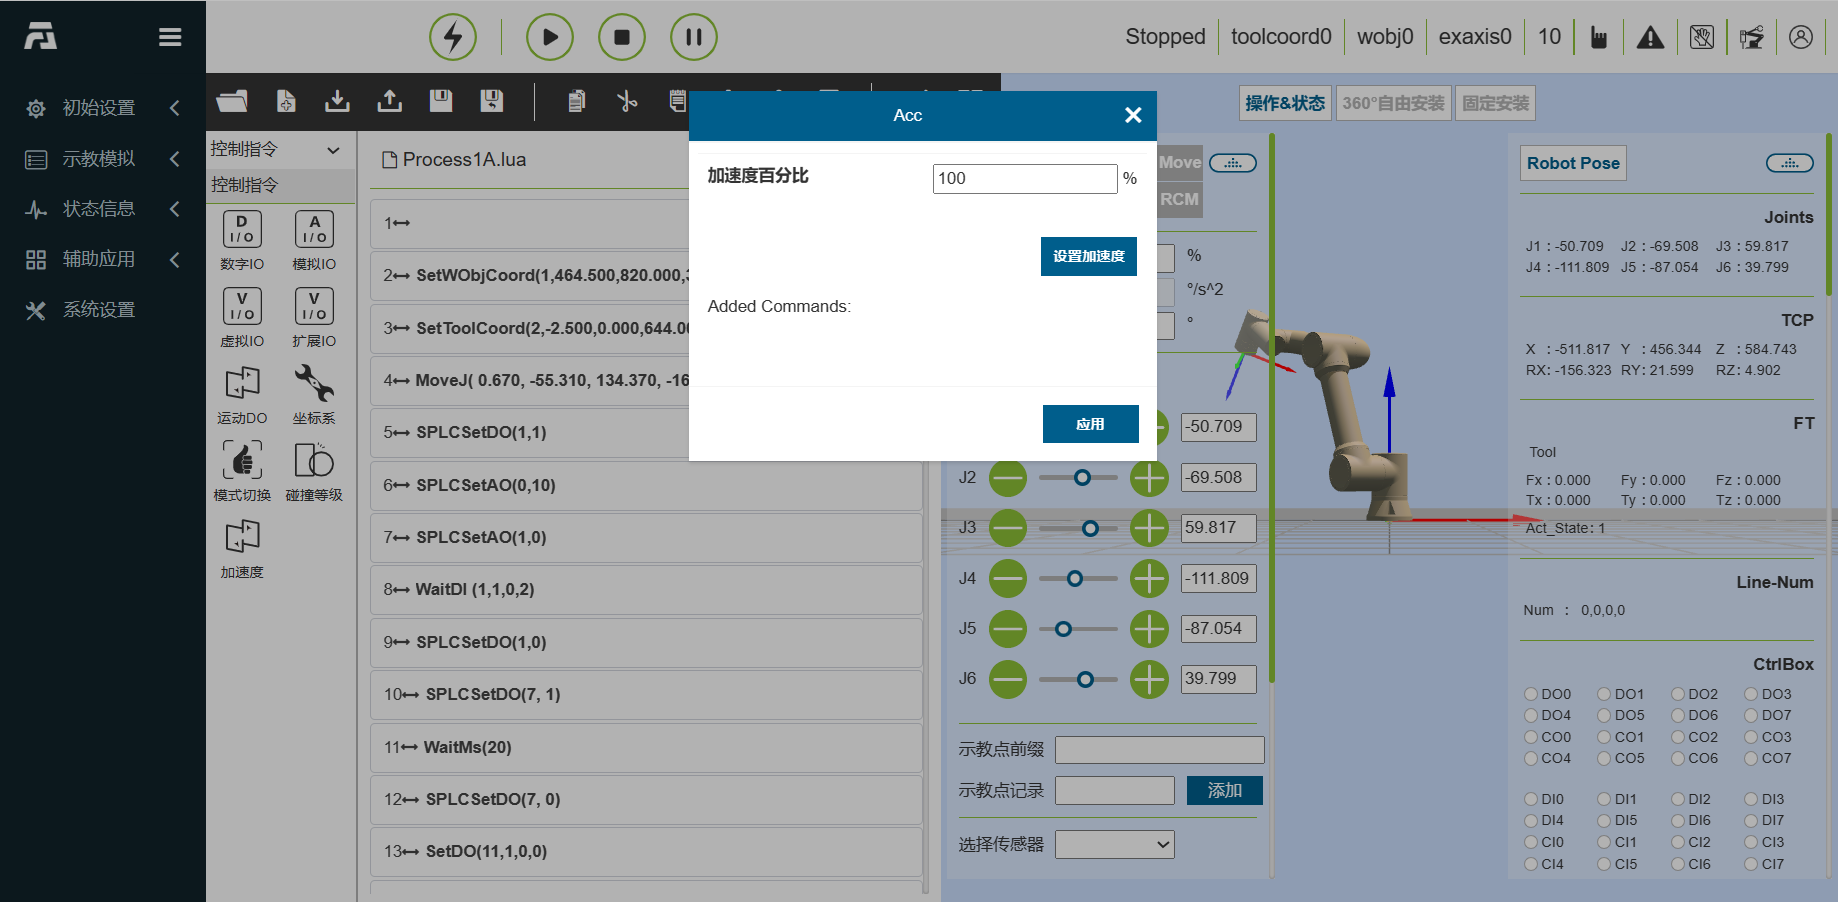 Stopped
toolcoord0
wobj0
exaxis0
10
初始设置
示教模拟
状态信息
辅助应用
系统设置
控制指令
控制指令
D
I/O
数字IO
A
I/O
模拟IO
V
I/O
虚拟IO
V
I/O
扩展IO
运动DO
坐标系
模式切换
碰撞等级
加速度
Process1A.lua
1
2 SetWObjCoord(1,464.500,820.000,
3 SetToolCoord(2,-2.500,0.000,644.00
4 MoveJ( 0.670, -55.310, 134.370, -16
5 SPLCSetDO(1,1)
6 SPLCSetAO(0,10)
7 SPLCSetAO(1,0)
8 WaitDI (1,1,0,2)
9 SPLCSetDO(1,0)
10 SPLCSetDO(7, 1)
11 WaitMs(20)
12 SPLCSetDO(7, 0)
13 SetDO(11,1,0,0)
Acc
加速度百分比
100
%
设置加速度
Added Commands:
应用
Move
RCM
%
°/s^2
°
-50.709
J2
-69.508
J3
59.817
J4
-111.809
J5
-87.054
J6
39.799
示教点前缀
示教点记录
添加
选择传感器
操作&状态
360°自由安装
固定安装
Robot Pose
Joints
J1 : -50.709 J2 : -69.508 J3 : 59.817
J4 : -111.809 J5 : -87.054 J6 : 39.799
TCP
X : -511.817 Y : 456.344 Z : 584.743
RX: -156.323 RY: 21.599 RZ: 4.902
FT
Tool
Fx : 0.000 Fy : 0.000 Fz : 0.000
Tx : 0.000 Ty : 0.000 Tz : 0.000
Act_State: 1
Line-Num
Num : 0,0,0,0
CtrlBox
DO0 DO1 DO2 DO3
DO4 DO5 DO6 DO7
CO0 CO1 CO2 CO3
CO4 CO5 CO6 CO7
DI0 DI1 DI2 DI3
DI4 DI5 DI6 DI7
CI0 CI1 CI2 CI3
CI4 CI5 CI6 CI7